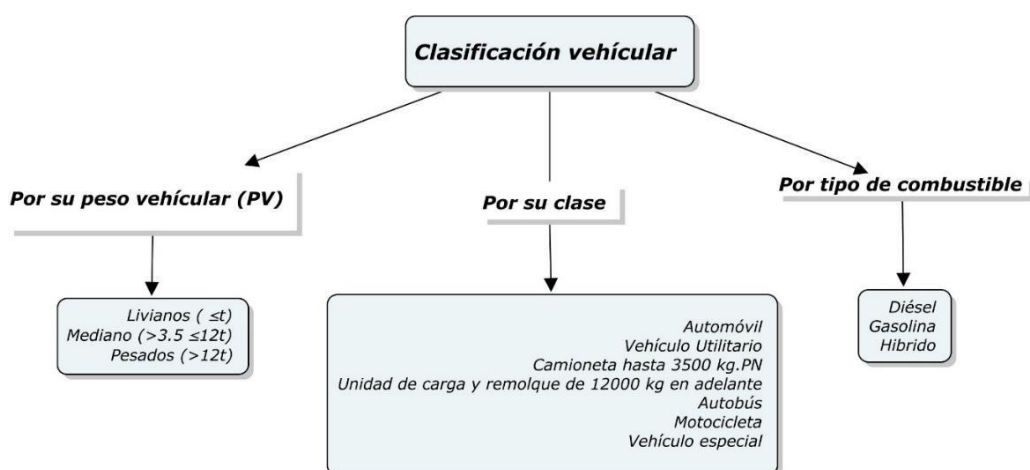 Clasificación vehícular
Por su peso vehícular (PV)
Por su clase
Por tipo de combustible
Livianos ( ≤t)
Mediano (>3.5 ≤12t)
Pesados (>12t)
Automóvil
Vehículo Utilitario
Camioneta hasta 3500 kg.PN
Unidad de carga y remolque de 12000 kg en adelante
Autobús
Motocicleta
Vehículo especial
Diésel
Gasolina
Hibrido